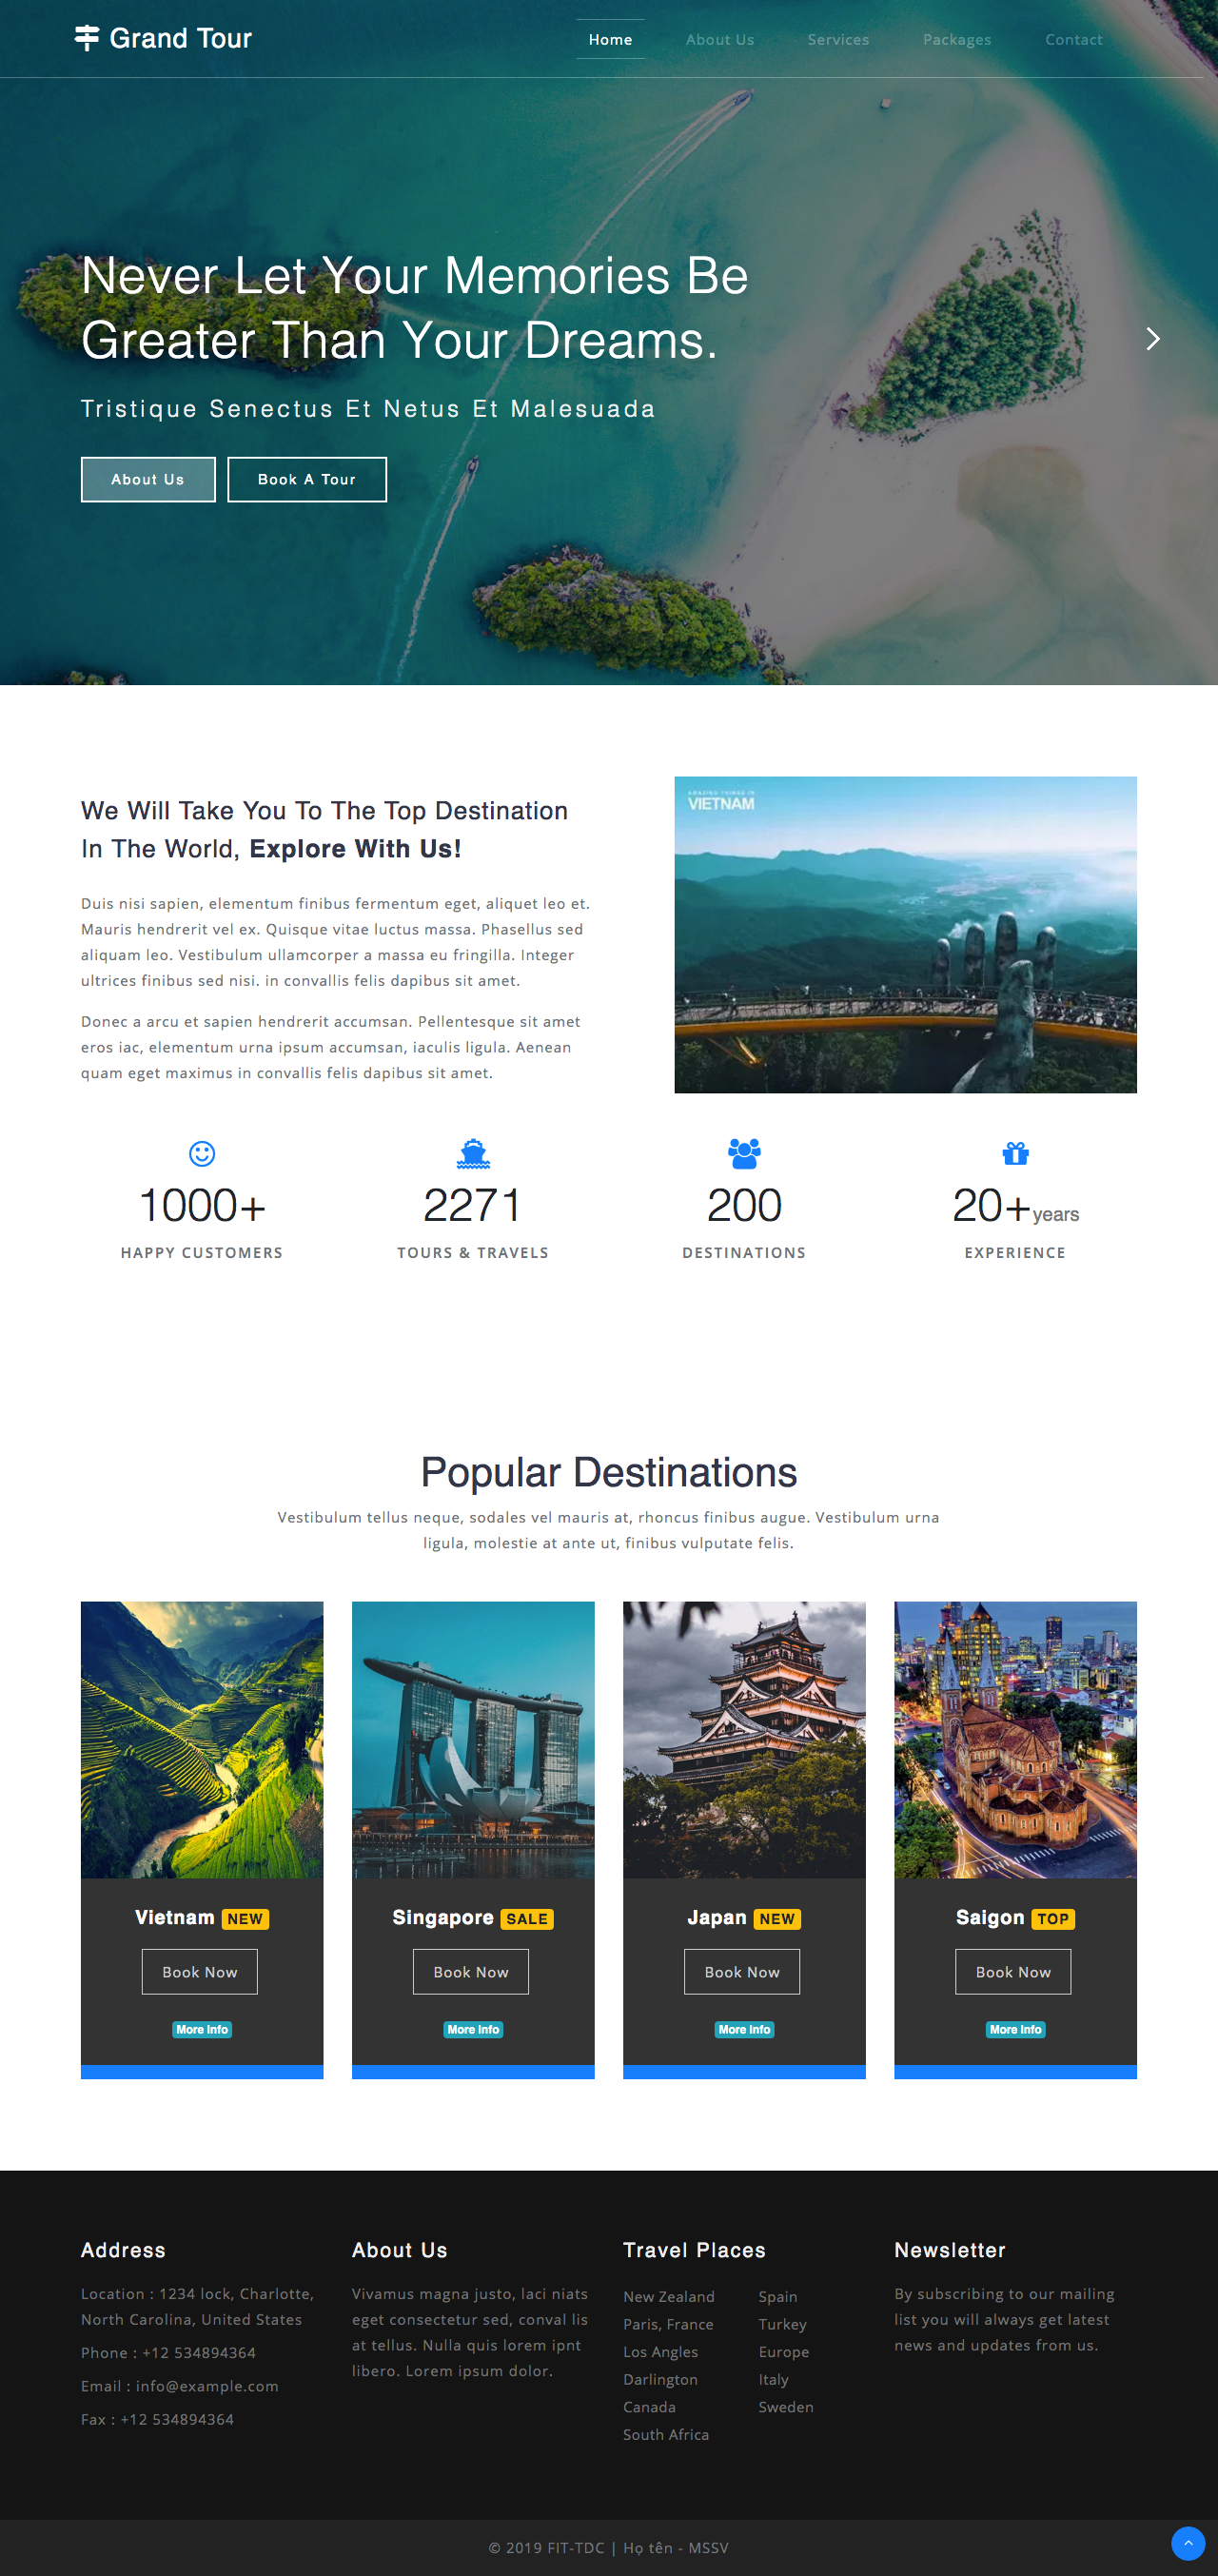 Grand Tour
Home
About Us
Services
Packages
Contact
Never Let Your Memories Be
Greater Than Your Dreams.
Tristique Senectus Et Netus Et Malesuada
About Us
Book A Tour
We Will Take You To The Top Destination
In The World, Explore With Us!
Duis nisi sapien, elementum finibus fermentum eget, aliquet leo et.
Mauris hendrerit vel ex. Quisque vitae luctus massa. Phasellus sed
aliquam leo. Vestibulum ullamcorper a massa eu fringilla. Integer
ultrices finibus sed nisi. in convallis felis dapibus sit amet.
Donec a arcu et sapien hendrerit accumsan. Pellentesque sit amet
eros iac, elementum urna ipsum accumsan, iaculis ligula. Aenean
quam eget maximus in convallis felis dapibus sit amet.
AMAZING THINGS IN
VIETNAM
1000+
HAPPY CUSTOMERS
2271
TOURS & TRAVELS
200
DESTINATIONS
20+years
EXPERIENCE
Popular Destinations
Vestibulum tellus neque, sodales vel mauris at, rhoncus finibus augue. Vestibulum urna
ligula, molestie at ante ut, finibus vulputate felis.
Vietnam NEW
Book Now
More Info
Singapore SALE
Book Now
More Info
Japan NEW
Book Now
More Info
Saigon TOP
Book Now
More Info
Address
Location : 1234 lock, Charlotte,
North Carolina, United States
Phone : +12 534894364
Email : info@example.com
Fax : +12 534894364
About Us
Vivamus magna justo, laci niats
eget consectetur sed, conval lis
at tellus. Nulla quis lorem ipnt
libero. Lorem ipsum dolor.
Travel Places
New Zealand
Paris, France
Los Angles
Darlington
Canada
South Africa
Spain
Turkey
Europe
Italy
Sweden
Newsletter
By subscribing to our mailing
list you will always get latest
news and updates from us.
© 2019 FIT-TDC | Họ tên - MSSV